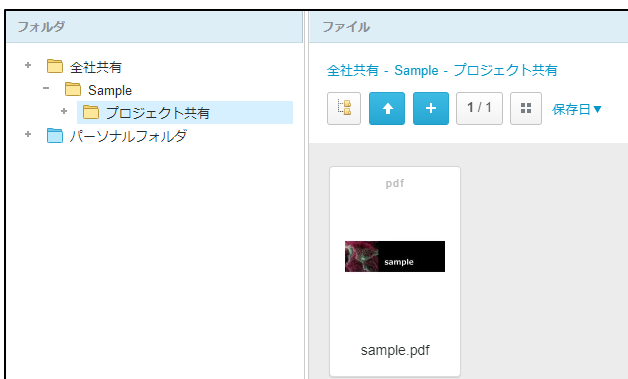 フォルダ
全社共有
Sample
プロジェクト共有
パーソナルフォルダ
ファイル
全社共有 - Sample - プロジェクト共有
1 / 1
保存日▼
pdf
sample
sample.pdf